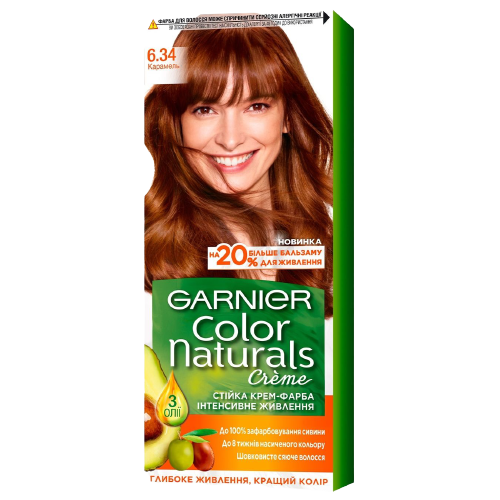 ФАРБА ДЛЯ ВОЛОССЯ МОЖЕ СПРИЧИНИТИ СЕРЙОЗНІ АЛЕРГІЧНІ РЕАКЦІЇ
6.34
Карамель
НОВИНКА
НА 20% БІЛЬШЕ БАЛЬЗАМУ
ДЛЯ ЖИВЛЕННЯ
GARNIER
Color
Naturals
Crème
СТІЙКА КРЕМ-ФАРБА
ІНТЕНСИВНЕ ЖИВЛЕННЯ
3
ОЛІЇ
До 100% зафарбовування сивини
До 8 тижнів насиченого кольору
Шовковисте сяюче волосся
ГЛИБОКЕ ЖИВЛЕННЯ, КРАЩИЙ КОЛІР